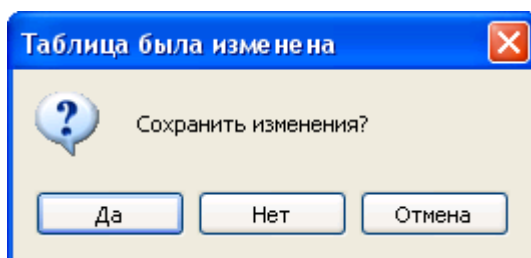 Таблица была изменена
Сохранить изменения?
Да Нет Отмена